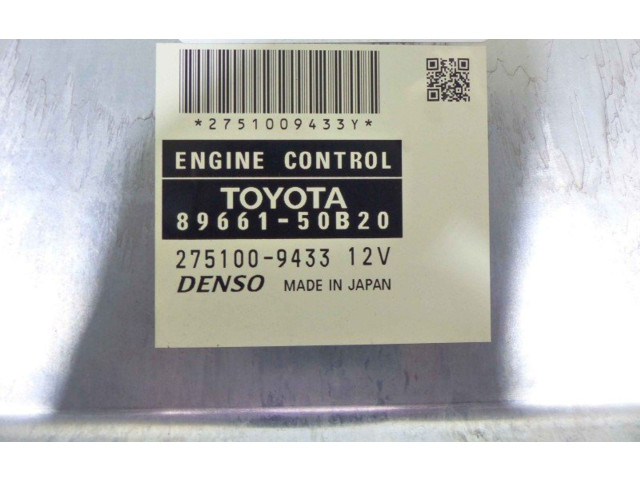 *2751009433Y*
ENGINE CONTROL
TOYOTA
89661-50B20
275100-9433 12V
DENSO MADE IN JAPAN